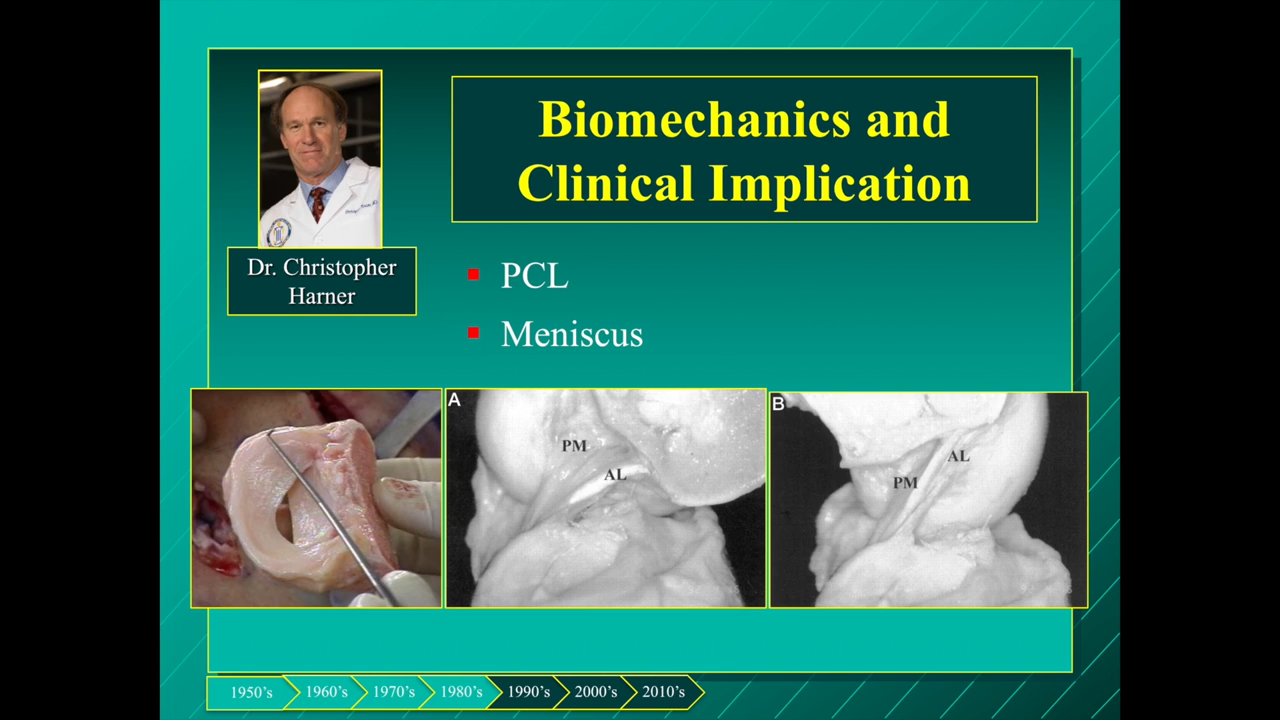 Biomechanics and
Clinical Implication
Dr. Christopher
Harner
PCL
Meniscus
A
PM
AL
B
AL
PM
1950's
1960's
1970's
1980's
1990's
2000's
2010's